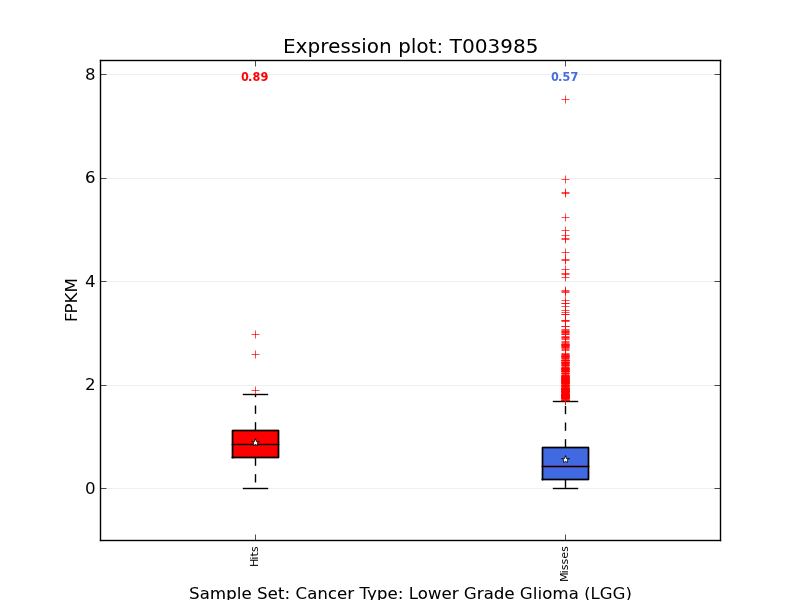 Expression plot: T003985
0.89
0.57
8
6
4
2
0
FPKM
Hits
Misses
Sample Set: Cancer Type: Lower Grade Glioma (LGG)